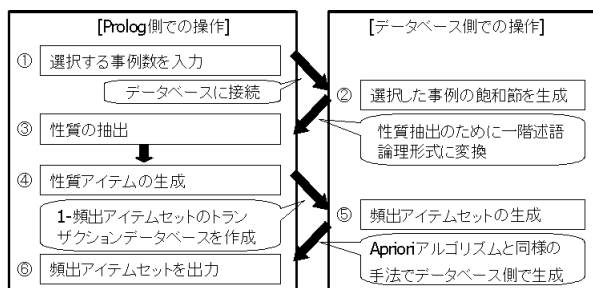 [Prolog側での操作]
[データベース側での操作]
① 選択する事例数を入力
データベースに接続
② 選択した事例の飽和節を生成
③ 性質の抽出
性質抽出のために一階述語
論理形式に変換
④ 性質アイテムの生成
1-頻出アイテムセットのトラン
ザクションデータベースを作成
⑤ 頻出アイテムセットの生成
Aprioriアルゴリズムと同様の
手法でデータベース側で生成
⑥ 頻出アイテムセットを出力